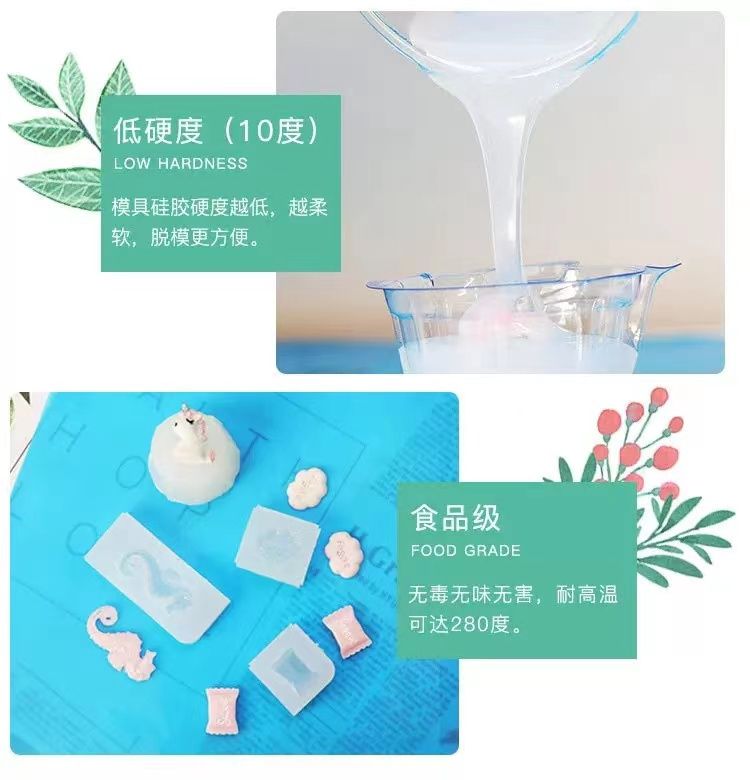 低硬度（10度）
LOW HARDNESS
模具硅胶硬度越低，越柔
软，脱模更方便。
食品级
FOOD GRADE
无毒无味无害，耐高温
可达280度。